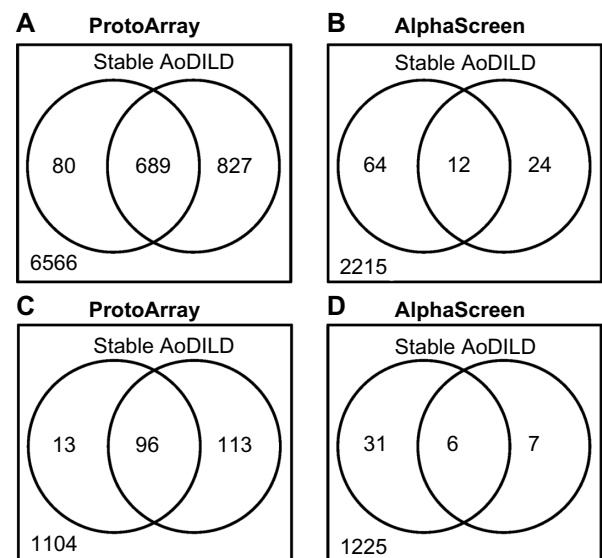 A ProtoArray
Stable AoDILD
80 689 827
6566
B AlphaScreen
Stable AoDILD
64 12 24
2215
C ProtoArray
Stable AoDILD
13 96 113
1104
D AlphaScreen
Stable AoDILD
31 6 7
1225